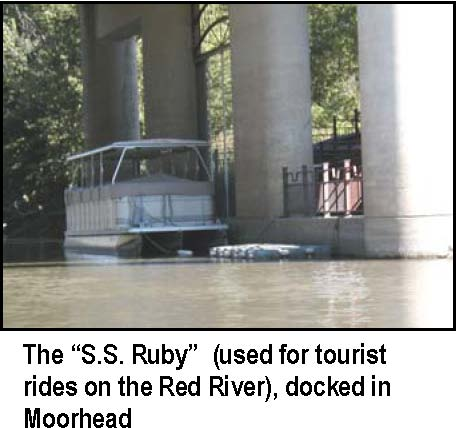 The “S.S. Ruby”  (used for tourist
rides on the Red River), docked in
Moorhead